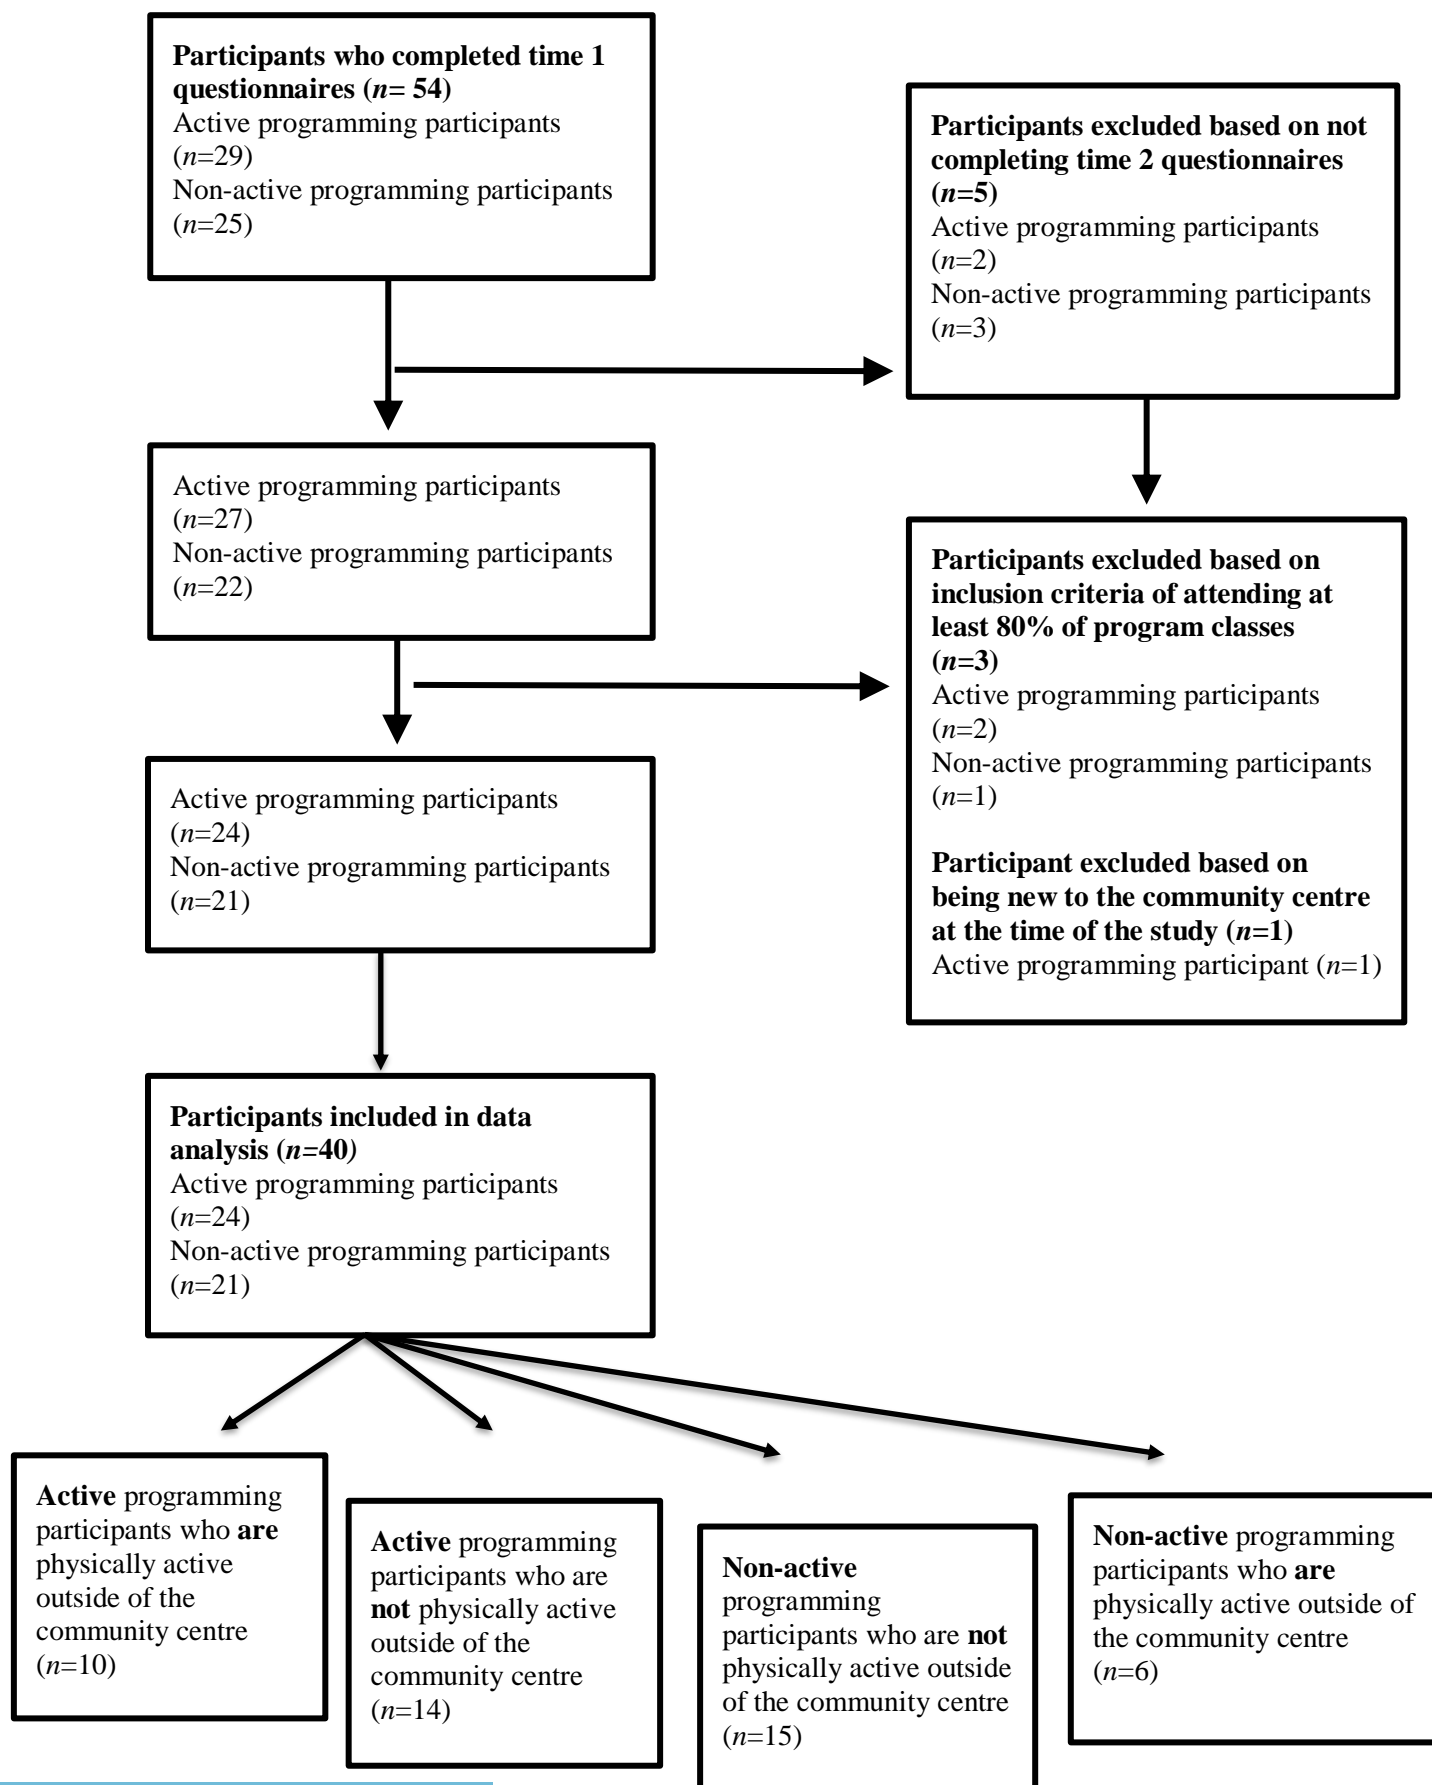 Participants who completed time 1
questionnaires (n= 54)
Active programming participants
(n=29)
Non-active programming participants
(n=25)
Participants excluded based on not
completing time 2 questionnaires
(n=5)
Active programming participants
(n=2)
Non-active programming participants
(n=3)
Active programming participants
(n=27)
Non-active programming participants
(n=22)
Participants excluded based on
inclusion criteria of attending at
least 80% of program classes
(n=3)
Active programming participants
(n=2)
Non-active programming participants
(n=1)
Participant excluded based on
being new to the community centre
at the time of the study (n=1)
Active programming participant (n=1)
Active programming participants
(n=24)
Non-active programming participants
(n=21)
Participants included in data
analysis (n=40)
Active programming participants
(n=24)
Non-active programming participants
(n=21)
Active programming
participants who are
physically active
outside of the
community centre
(n=10)
Active programming
participants who are
not physically active
outside of the
community centre
(n=14)
Non-active
programming
participants who are not
physically active outside
of the community centre
(n=15)
Non-active programming
participants who are
physically active outside of
the community centre
(n=6)